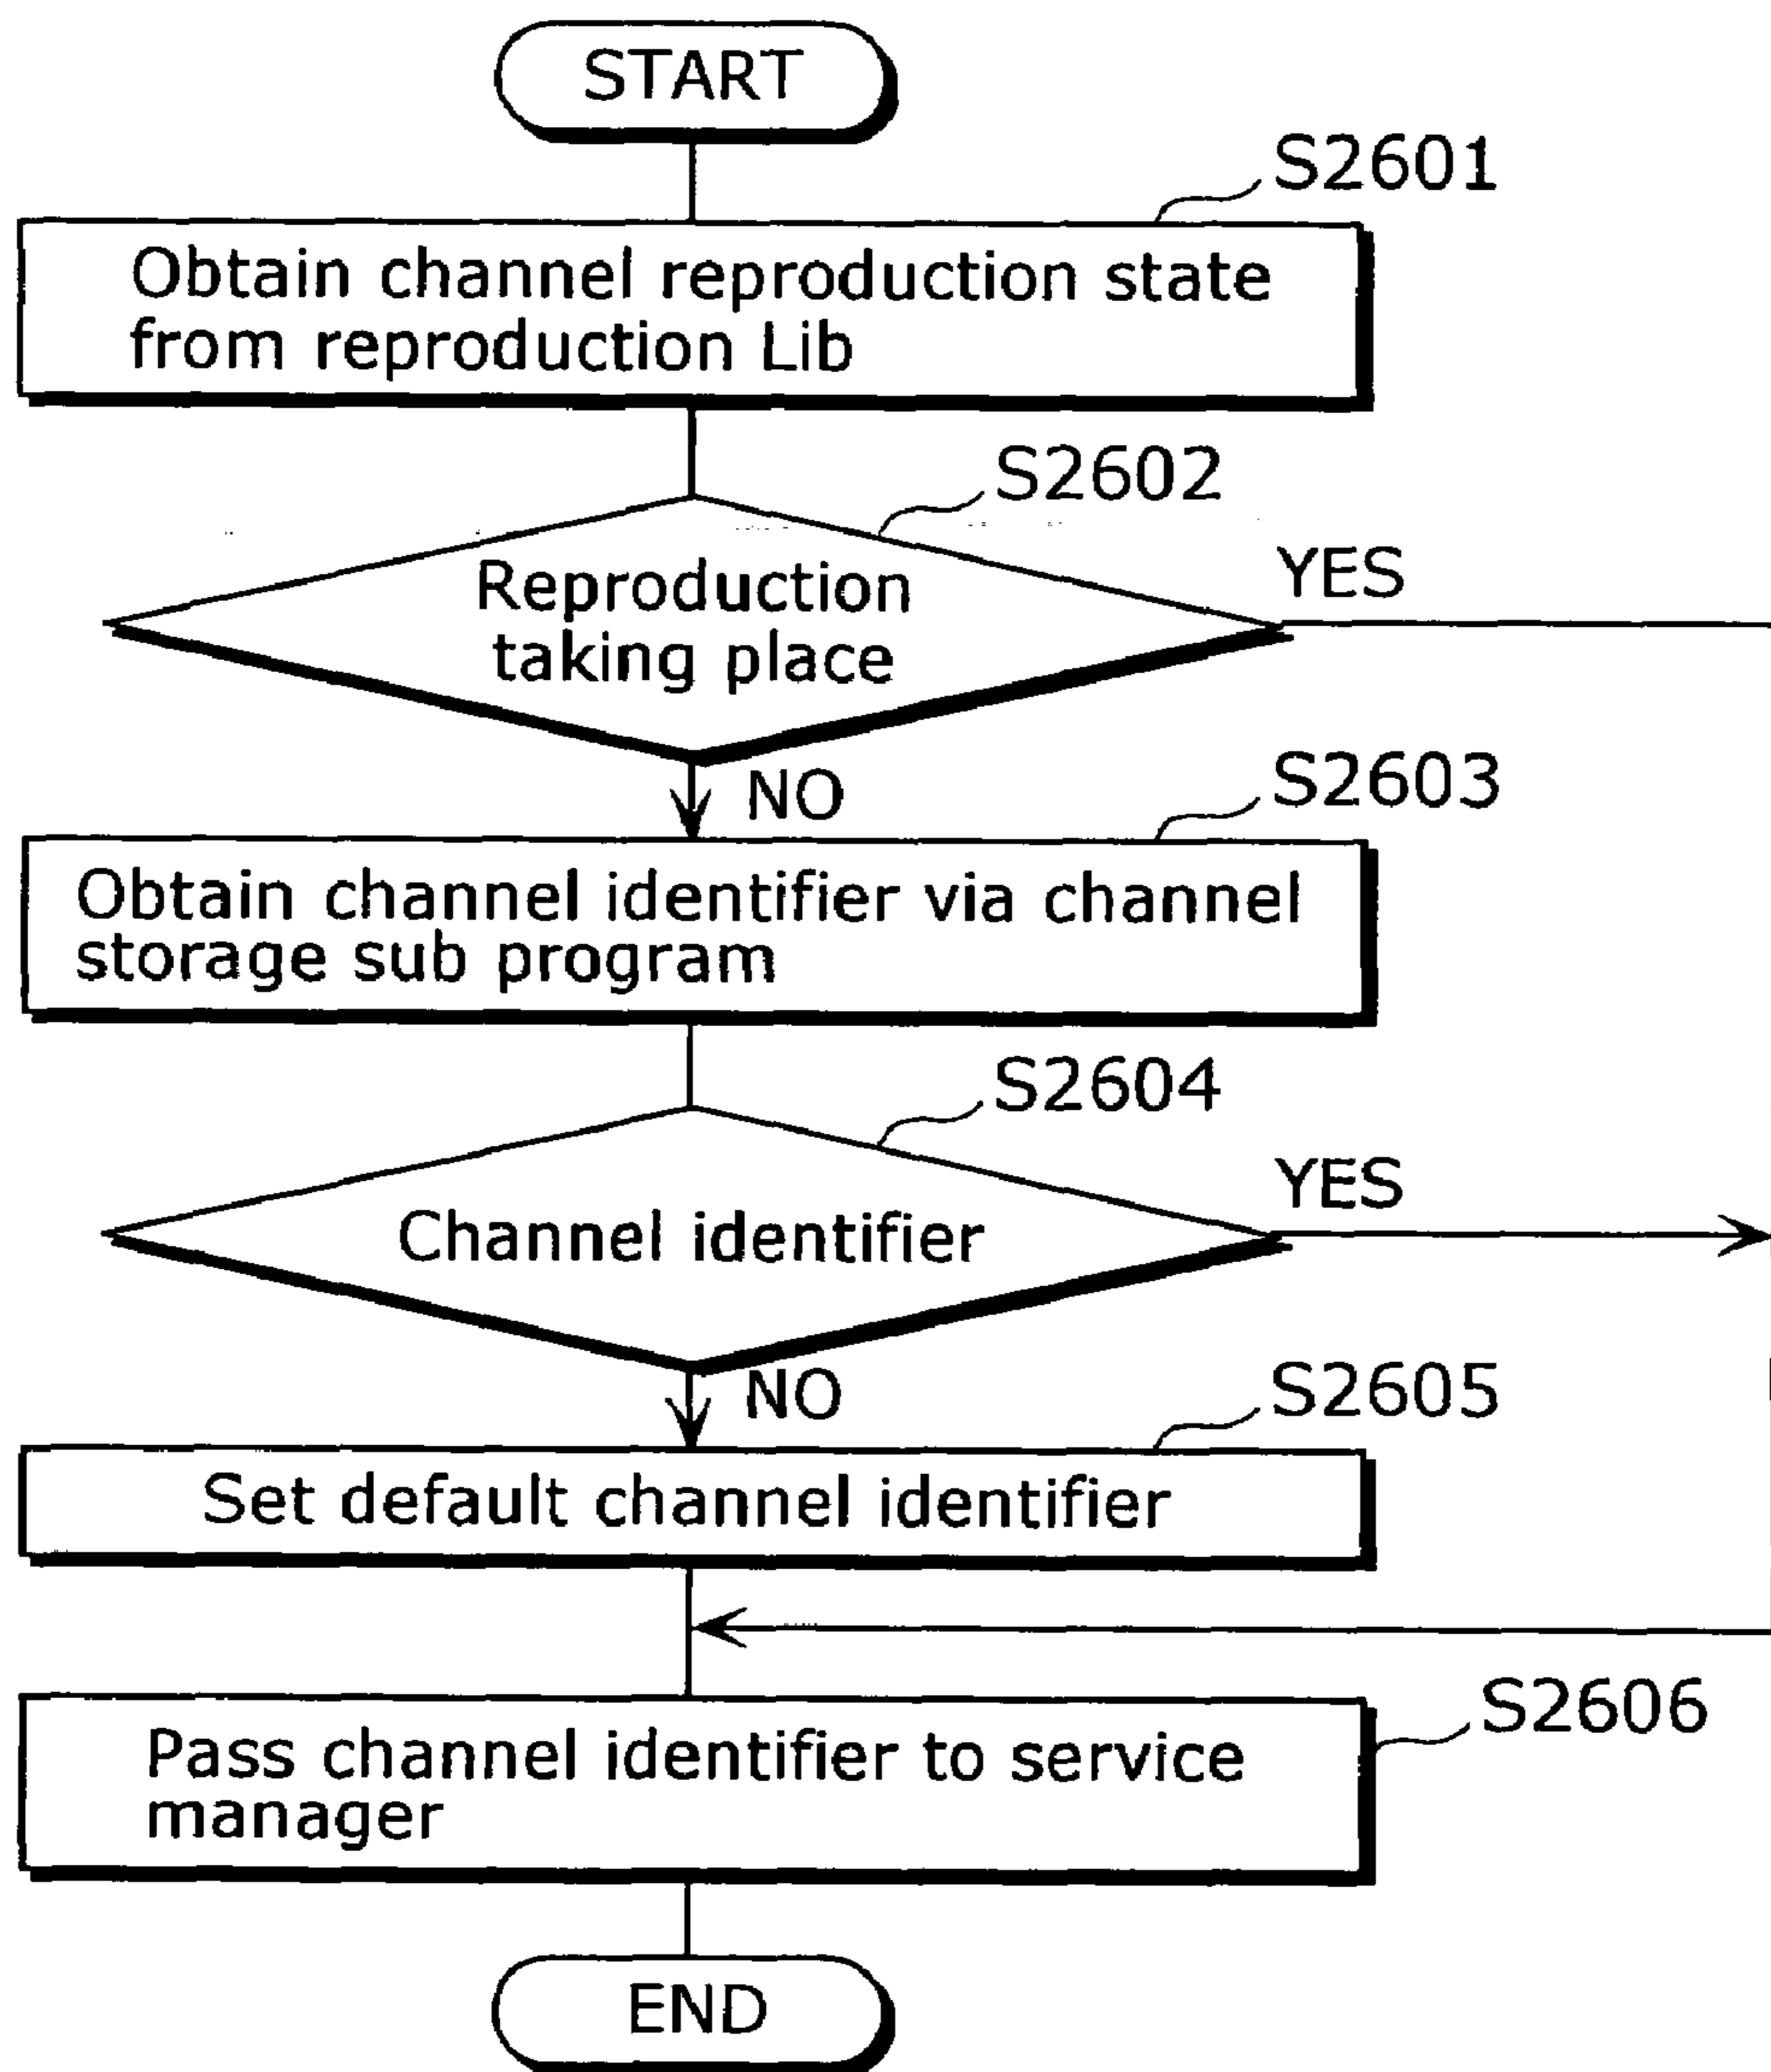 START
S2601
Obtain channel reproduction state
from reproduction Lib
S2602
Reproduction
taking place
YES
NO
S2603
Obtain channel identifier via channel
storage sub program
S2604
Channel identifier
YES
NO
S2605
Set default channel identifier
S2606
Pass channel identifier to service
manager
END